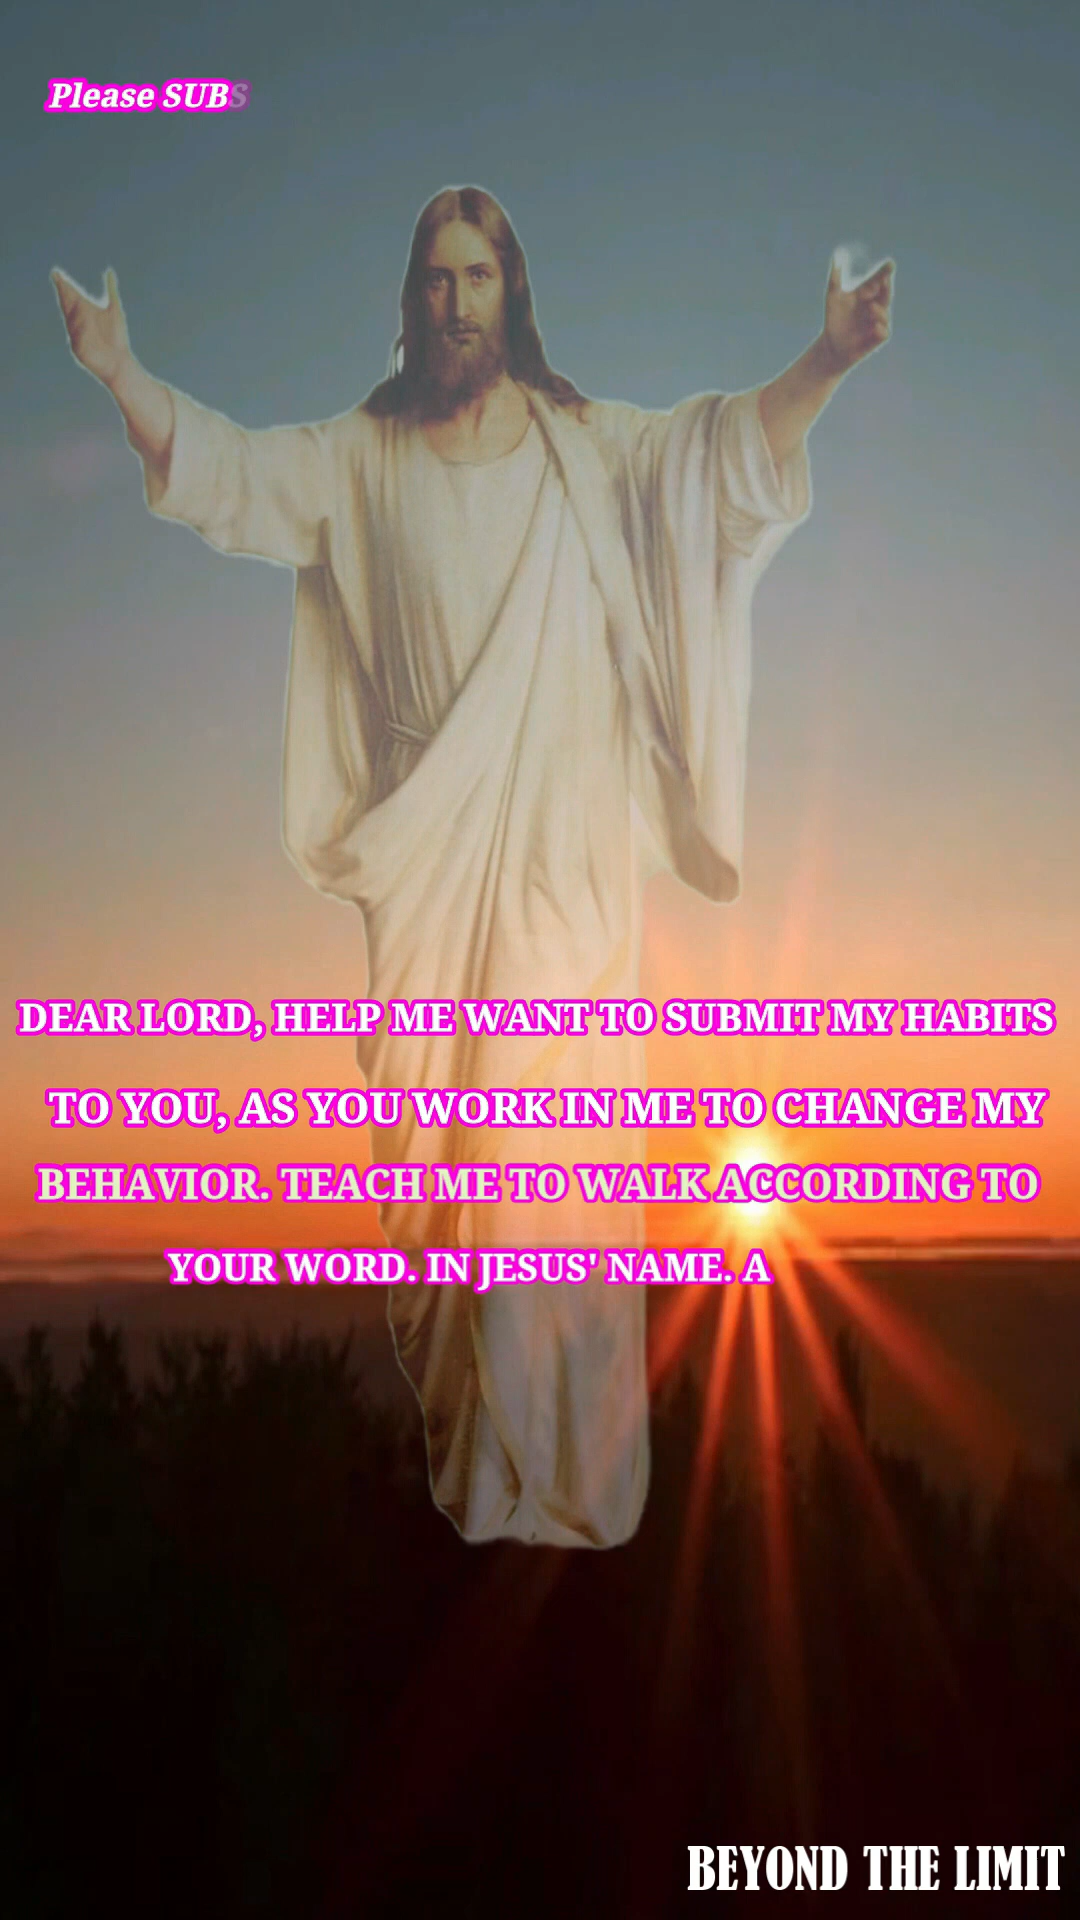 Please SUBS
DEAR LORD, HELP ME WANT TO SUBMIT MY HABITS
TO YOU, AS YOU WORK IN ME TO CHANGE MY
BEHAVIOR. TEACH ME TO WALK ACCORDING TO
YOUR WORD. IN JESUS' NAME. A
BEYOND THE LIMIT